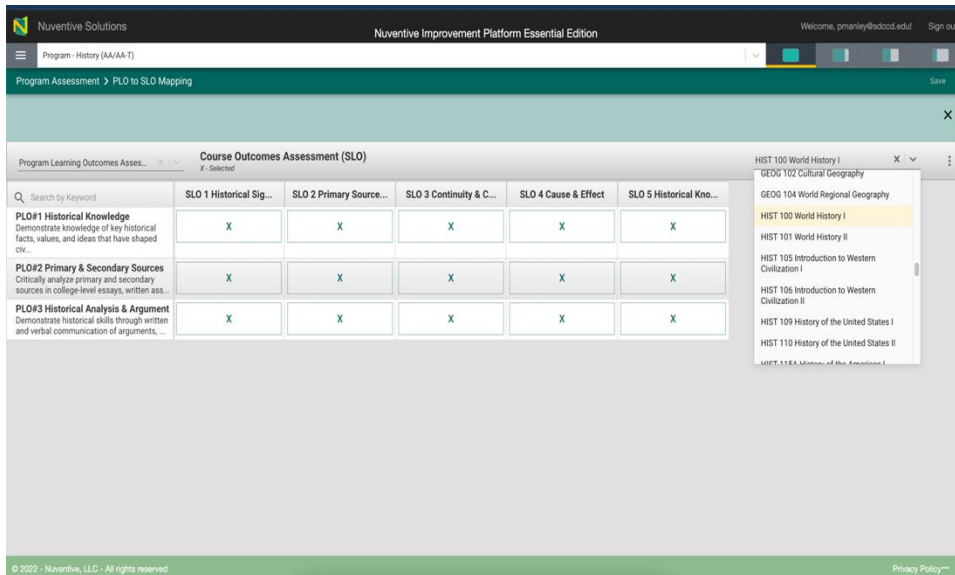 Nuventive Solutions
Nuventive Improvement Platform Essential Edition
Welcome, pmanley@sdccd.edu!
Sign ou
Program - History (AA/AA-T)
Program Assessment > PLO to SLO Mapping
Save
X
Program Learning Outcomes Asses...
X
Course Outcomes Assessment (SLO)
X - Selected
HIST 100 World History I
X
Search by Keyword
SLO 1 Historical Sig...
SLO 2 Primary Source...
SLO 3 Continuity & C...
SLO 4 Cause & Effect
SLO 5 Historical Kno...
PLO#1 Historical Knowledge
Demonstrate knowledge of key historical
facts, values, and ideas that have shaped
civ...
X X X X X
PLO#2 Primary & Secondary Sources
Critically analyze primary and secondary
sources in college-level essays, written ass...
X X X X X
PLO#3 Historical Analysis & Argument
Demonstrate historical skills through written
and verbal communication of arguments, ...
X X X X X
GEOG 102 Cultural Geography
GEOG 104 World Regional Geography
HIST 100 World History I
HIST 101 World History II
HIST 105 Introduction to Western
Civilization I
HIST 106 Introduction to Western
Civilization II
HIST 109 History of the United States I
HIST 110 History of the United States II
HIST 115A History of the Americas I
© 2022 - Nuventive, LLC - All rights reserved
Privacy Policy